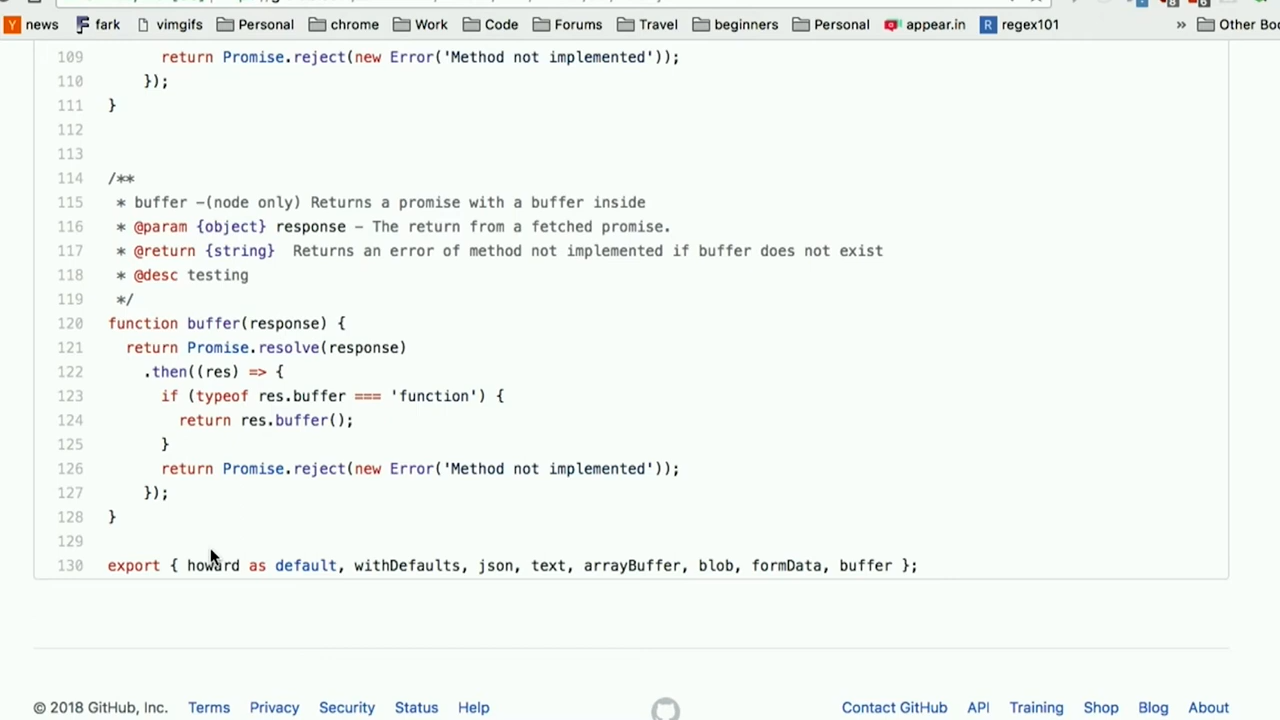 news fark vimgifs Personal chrome Work Code Forums Travel beginners Personal appear.in R regex101 » Other Boo
109 return Promise.reject(new Error('Method not implemented'));
110 });
111 }
112
113
114 /**
115 * buffer -(node only) Returns a promise with a buffer inside
116 * @param {object} response - The return from a fetched promise.
117 * @return {string}  Returns an error of method not implemented if buffer does not exist
118 * @desc testing
119 */
120 function buffer(response) {
121 return Promise.resolve(response)
122 .then((res) => {
123 if (typeof res.buffer === 'function') {
124 return res.buffer();
125 }
126 return Promise.reject(new Error('Method not implemented'));
127 });
128 }
129
130 export { howard as default, withDefaults, json, text, arrayBuffer, blob, formData, buffer };
© 2018 GitHub, Inc. Terms Privacy Security Status Help Contact GitHub API Training Shop Blog About